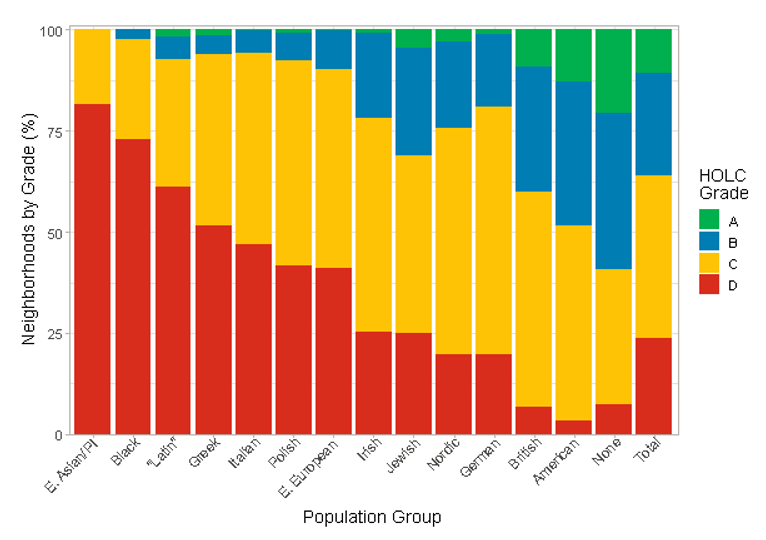 100
75
50
25
0
Neighborhoods by Grade (%)
E. Asian/PI
Black
"Latin"
Greek
Italian
Polish
E. European
Irish
Jewish
Nordic
German
British
American
None
Total
Population Group
HOLC
Grade
A
B
C
D